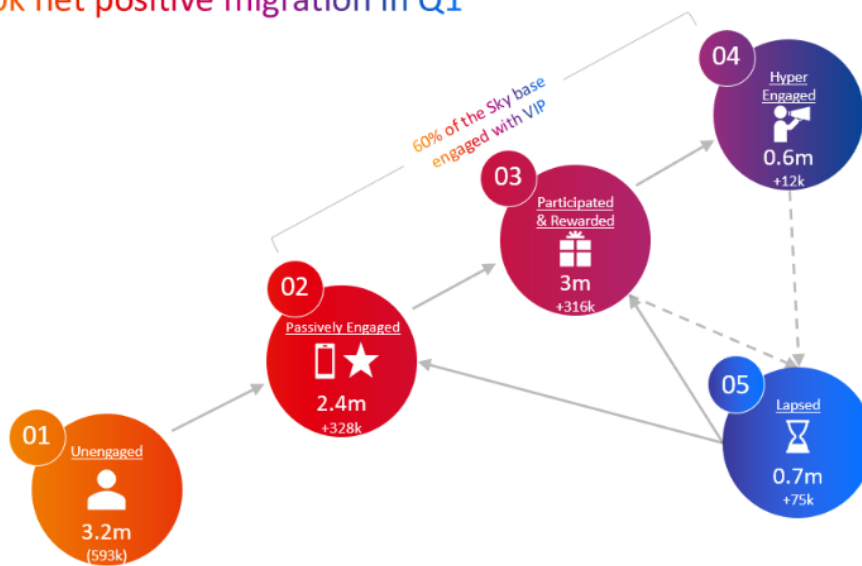 net positive migration in Q1
60% of the Sky base
engaged with VIP
04
Hyper
Engaged
0.6m
+12k
03
Participated
& Rewarded
3m
+316k
02
Passively Engaged
2.4m
+328k
05
Lapsed
0.7m
+75k
01
Unengaged
3.2m
(593k)